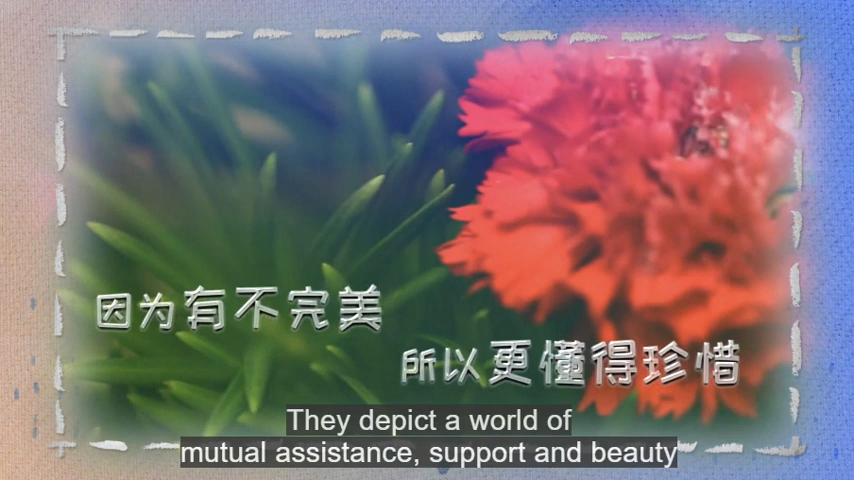 因为有不完美
所以更懂得珍惜
They depict a world of
mutual assistance, support and beauty